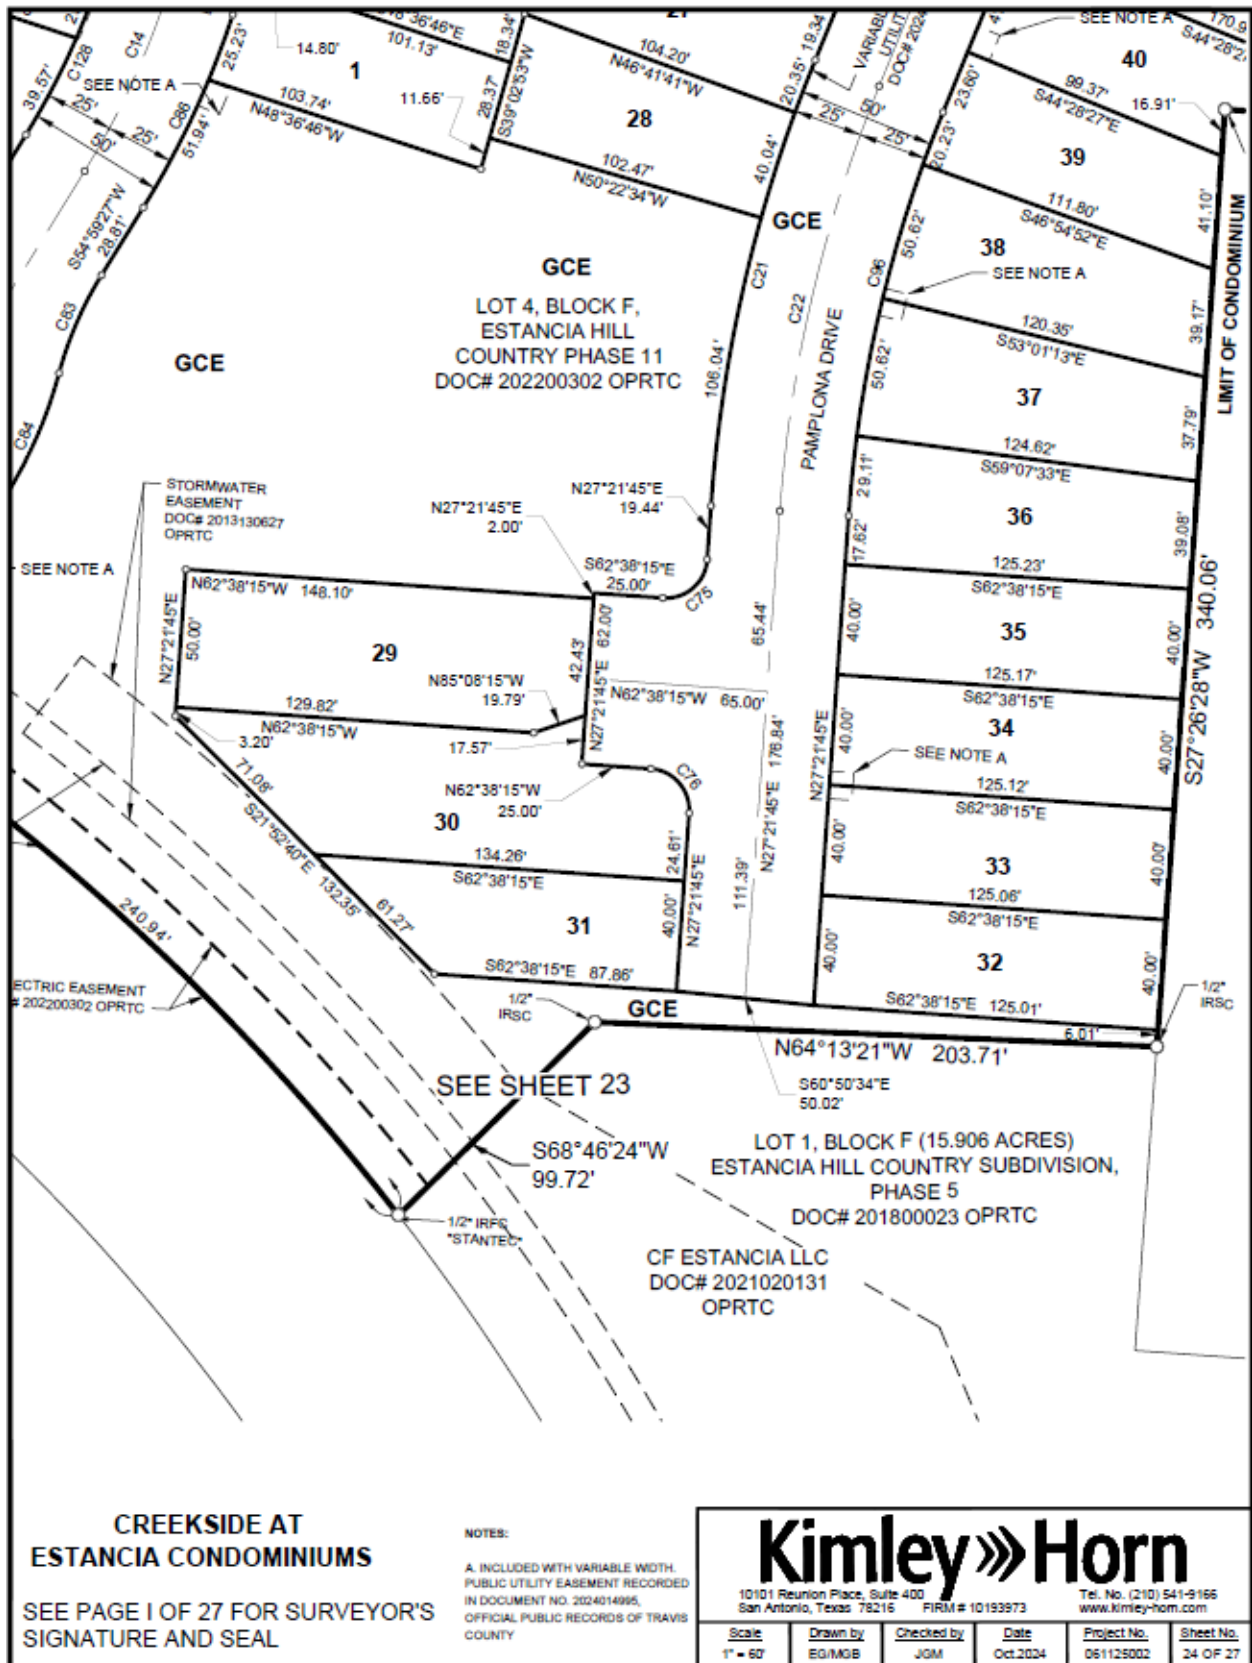 39.57'
C128
C14
25.23'
SEE NOTE A
25'
25'
50'
C86
51.94'
14.80'
S54°59'27"W
28.81'
C83
C84
36'46"E
101.13'
1
103.74'
N48°36'46"W
11.66'
18.34'
28.37'
S39°02'53"W
104.20'
N46°41'41"W
28
102.47'
N50°22'34"W
19.34
20.35'
40.04'
VARIABL
UTILIT
DOC# 2024
50'
25'
25'
GCE
C21
C22
106.04'
PAMPLONA DRIVE
23.60'
20.23'
50.62'
C96
50.62'
29.11'
17.62'
SEE NOTE A
170.9
S44°28'2
40
99.37'
S44°28'27"E
16.91'
39
111.80'
S46°54'52"E
38
SEE NOTE A
120.35'
S53°01'13"E
37
124.62'
S59°07'33"E
36
125.23'
S62°38'15"E
35
125.17'
S62°38'15"E
34
SEE NOTE A
125.12'
S62°38'15"E
33
125.06'
S62°38'15"E
32
S62°38'15"E 125.01'
41.10'
39.17'
37.79'
39.08'
40.00'
40.00'
40.00'
40.00'
LIMIT OF CONDOMINIUM
S27°26'28"W 340.06'
1/2"
IRSC
6.01'
GCE
LOT 4, BLOCK F,
ESTANCIA HILL
COUNTRY PHASE 11
DOC# 202200302 OPRTC
GCE
STORMWATER
EASEMENT
DOC# 2013130627
OPRTC
SEE NOTE A
N27°21'45"E
2.00'
N27°21'45"E
19.44'
S62°38'15"E
25.00'
C75
N62°38'15"W 148.10'
N27°21'45"E
50.00'
29
42.43'
N27°21'45"E 62.00'
N85°08'15"W
19.79'
N62°38'15"W 65.00'
65.44'
129.82'
N62°38'15"W
3.20'
17.57'
N62°38'15"W
25.00'
C76
71.08'
S21°52'40"E 132.35'
61.27'
30
134.26'
S62°38'15"E
24.61'
N27°21'45"E
40.00'
31
S62°38'15"E 87.86'
111.39'
N27°21'45"E 176.84'
N27°21'45"E
40.00'
40.00'
40.00'
40.00'
240.94'
ECTRIC EASEMENT
# 202200302 OPRTC
1/2"
IRSC
GCE
N64°13'21"W 203.71'
SEE SHEET 23
S60°50'34"E
50.02'
S68°46'24"W
99.72'
1/2" IRFC
"STANTEC"
LOT 1, BLOCK F (15.906 ACRES)
ESTANCIA HILL COUNTRY SUBDIVISION,
PHASE 5
DOC# 201800023 OPRTC
CF ESTANCIA LLC
DOC# 2021020131
OPRTC
CREEKSIDE AT
ESTANCIA CONDOMINIUMS
SEE PAGE I OF 27 FOR SURVEYOR'S
SIGNATURE AND SEAL
NOTES:
A. INCLUDED WITH VARIABLE WIDTH.
PUBLIC UTILITY EASEMENT RECORDED
IN DOCUMENT NO. 2024014995,
OFFICIAL PUBLIC RECORDS OF TRAVIS
COUNTY
Kimley»Horn
10101 Reunion Place, Suite 400
San Antonio, Texas 78216 FIRM # 10193973
Tel. No. (210) 541-9166
www.kimley-horn.com
Scale Drawn by Checked by Date Project No. Sheet No.
1" = 60' EG/MGB JGM Oct.2024 061125002 24 OF 27